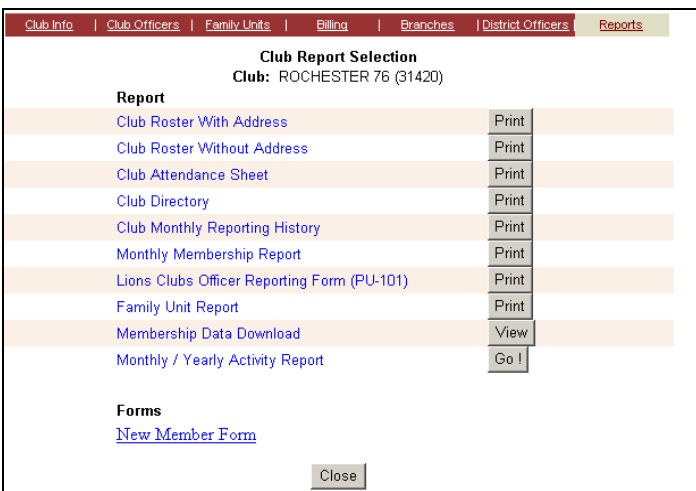 Club Info | Club Officers | Family Units | Billing | Branches | District Officers | Reports
Club Report Selection
Club: ROCHESTER 76 (31420)
Report
Club Roster With Address Print
Club Roster Without Address Print
Club Attendance Sheet Print
Club Directory Print
Club Monthly Reporting History Print
Monthly Membership Report Print
Lions Clubs Officer Reporting Form (PU-101) Print
Family Unit Report Print
Membership Data Download View
Monthly / Yearly Activity Report Go !
Forms
New Member Form
Close